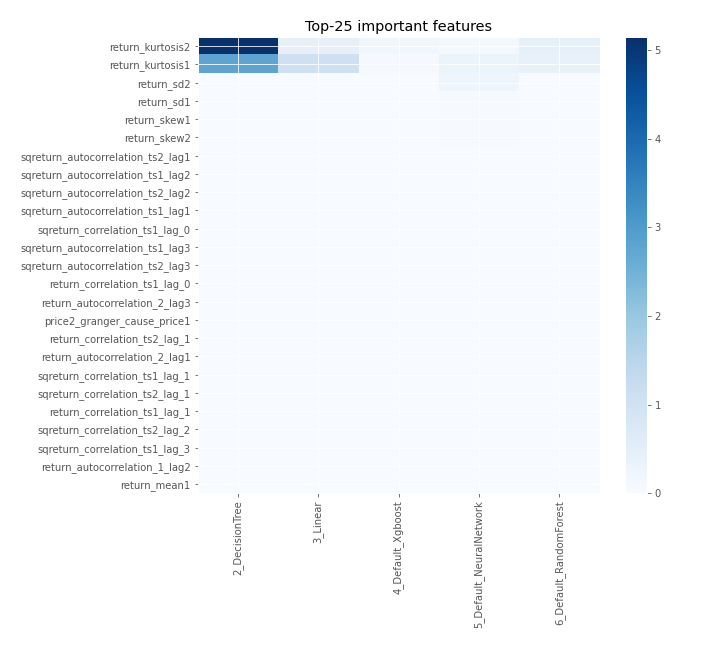 Top-25 important features
return_kurtosis2
return_kurtosis1
return_sd2
return_sd1
return_skew1
return_skew2
sqreturn_autocorrelation_ts2_lag1
sqreturn_autocorrelation_ts1_lag2
sqreturn_autocorrelation_ts2_lag2
sqreturn_autocorrelation_ts1_lag1
sqreturn_correlation_ts1_lag_0
sqreturn_autocorrelation_ts1_lag3
sqreturn_autocorrelation_ts2_lag3
return_correlation_ts1_lag_0
return_autocorrelation_2_lag3
price2_granger_cause_price1
return_correlation_ts2_lag_1
return_autocorrelation_2_lag1
sqreturn_correlation_ts1_lag_1
sqreturn_correlation_ts2_lag_1
return_correlation_ts1_lag_1
sqreturn_correlation_ts2_lag_2
sqreturn_correlation_ts1_lag_3
return_autocorrelation_1_lag2
return_mean1
2_DecisionTree
3_Linear
4_Default_Xgboost
5_Default_NeuralNetwork
6_Default_RandomForest
5
4
3
2
1
0